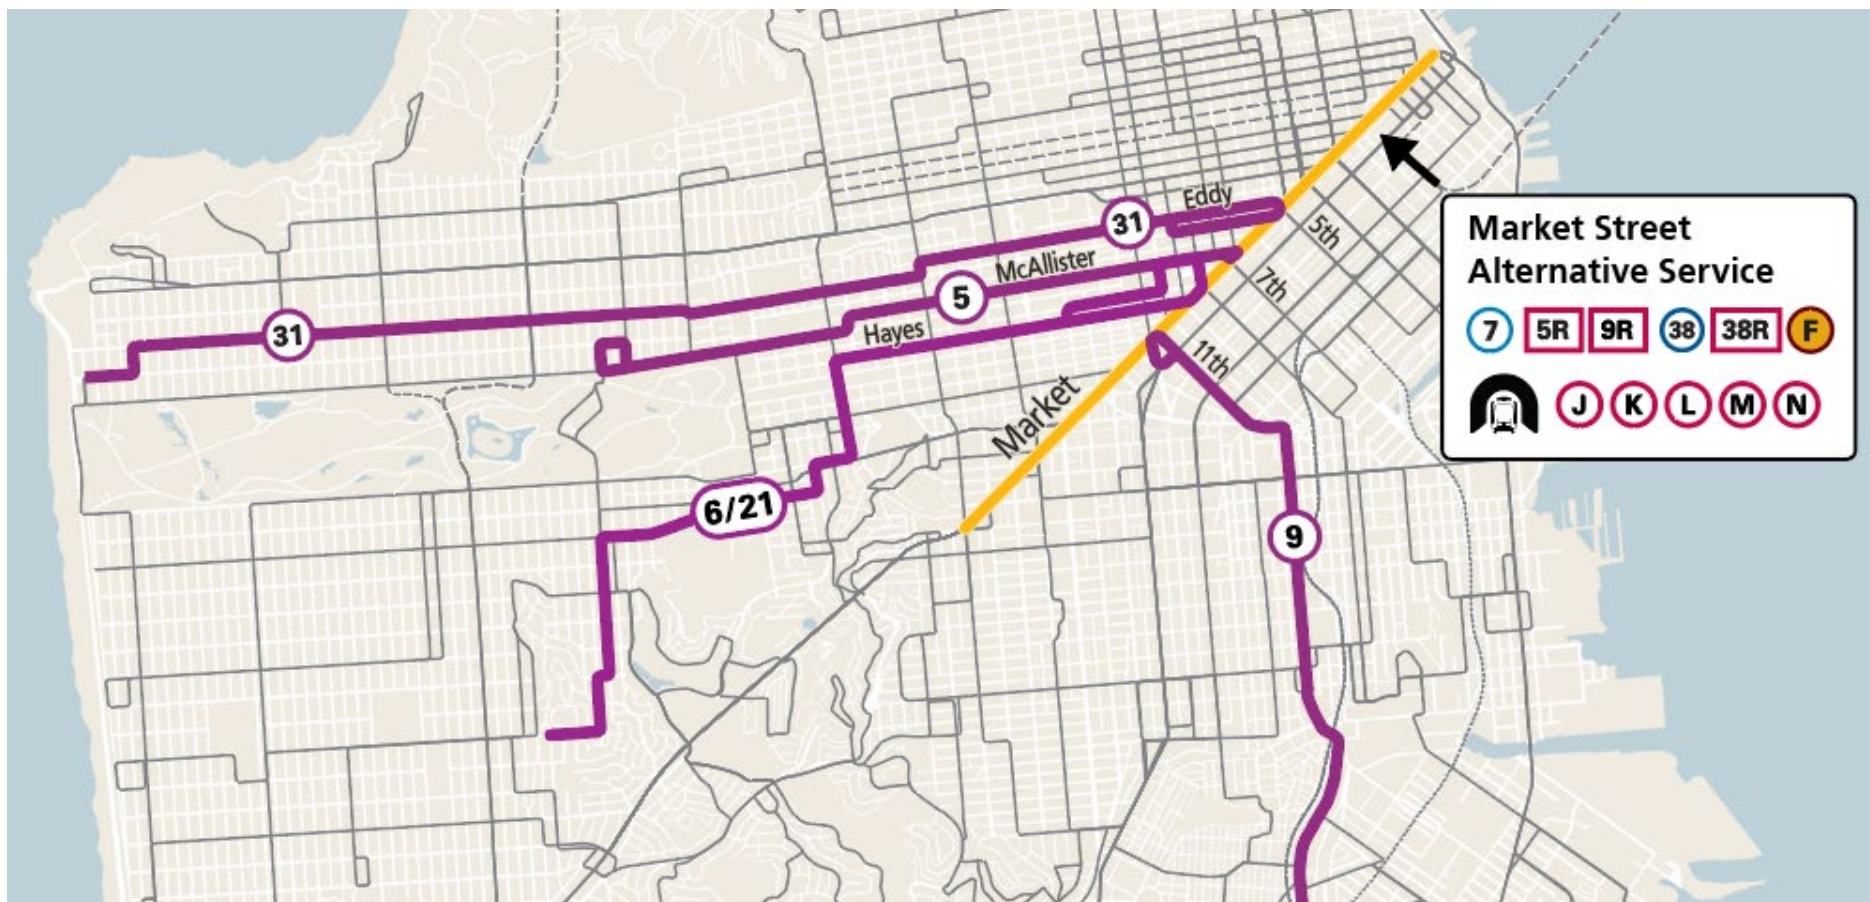 31
Eddy
5th
McAllister
5
7th
31
Hayes
11th
Market
6/21
9
Market Street
Alternative Service
7 5R 9R 38 38R F
J K L M N